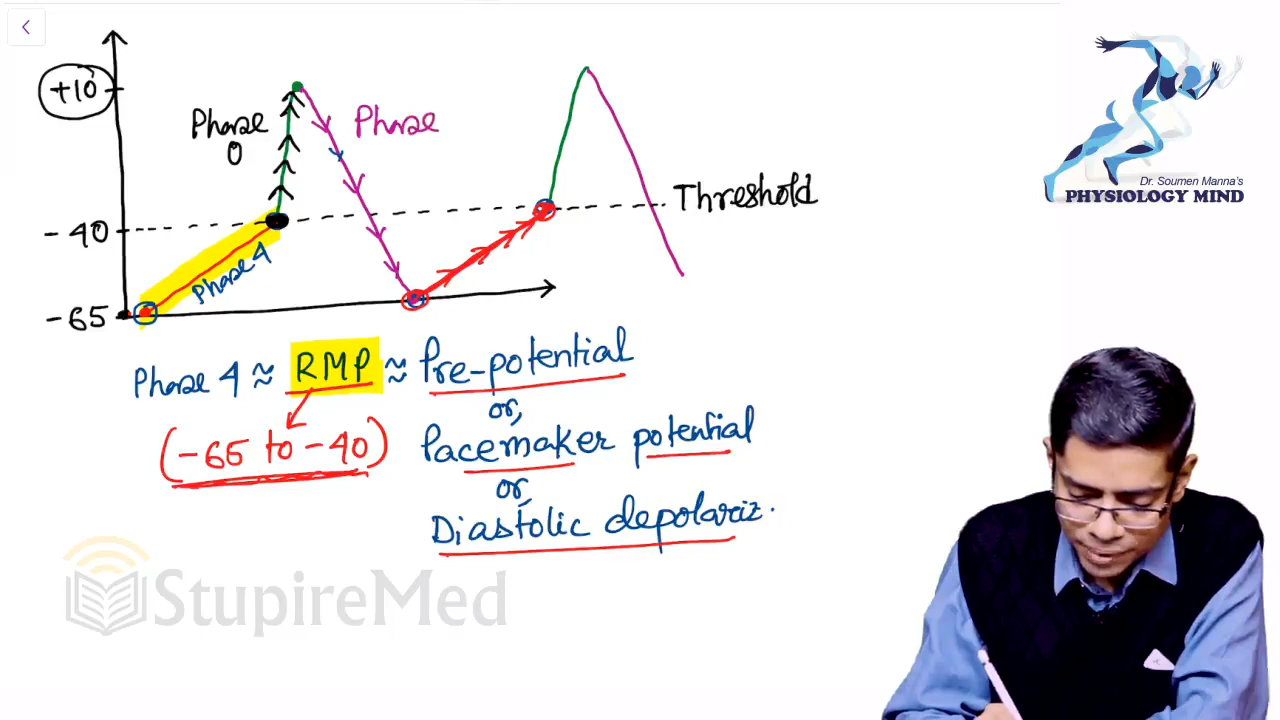 +10
Phase
0
Phase
Dr. Soumen Manna's
PHYSIOLOGY MIND
Threshold
-40
Phase 4
-65
Phase 4 ≈ RMP ≈ Pre-potential
or,
(-65 to -40) Pacemaker potential
or,
Diastolic depolariz.
StupireMed